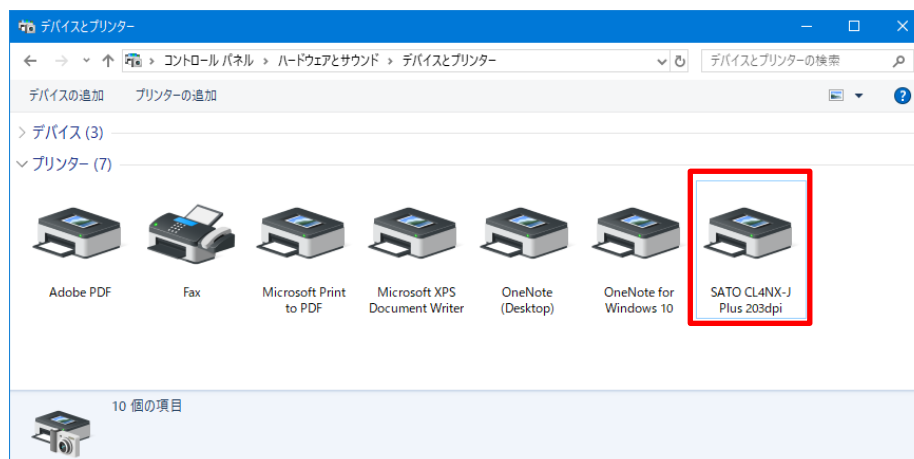 デバイスとプリンター
コントロール パネル › ハードウェアとサウンド › デバイスとプリンター
デバイスとプリンターの検索
デバイスの追加 プリンターの追加
デバイス (3)
プリンター (7)
Adobe PDF
Fax
Microsoft Print
to PDF
Microsoft XPS
Document Writer
OneNote
(Desktop)
OneNote for
Windows 10
SATO CL4NX-J
Plus 203dpi
10 個の項目